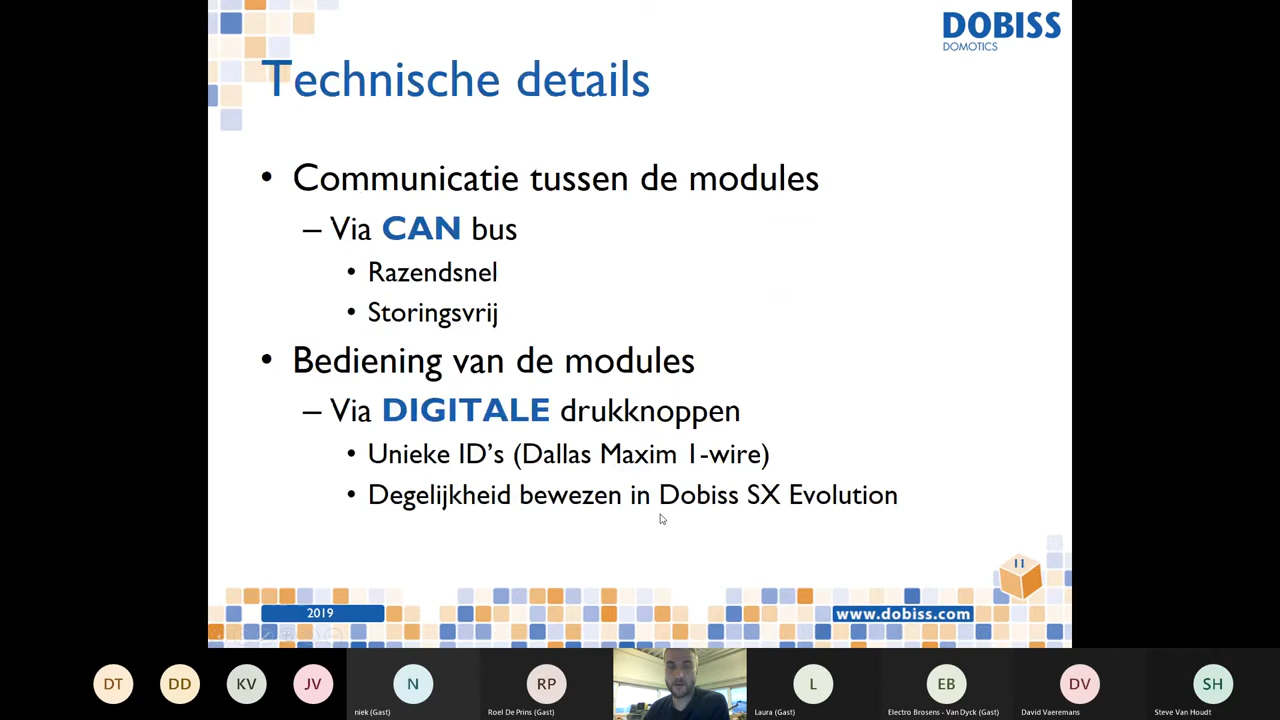 DOBISS
DOMOTICS
Technische details
• Communicatie tussen de modules
– Via CAN bus
• Razendsnel
• Storingsvrij
• Bediening van de modules
– Via DIGITALE drukknoppen
• Unieke ID's (Dallas Maxim 1-wire)
• Degelijkheid bewezen in Dobiss SX Evolution
11
2019
www.dobiss.com
DT
DD
KV
JV
N
RP
L
EB
DV
SH
niek (Gast)
Roel De Prins (Gast)
Laura (Gast)
Electro Brosens - Van Dyck (Gast)
David Vaeremans
Steve Van Houdt